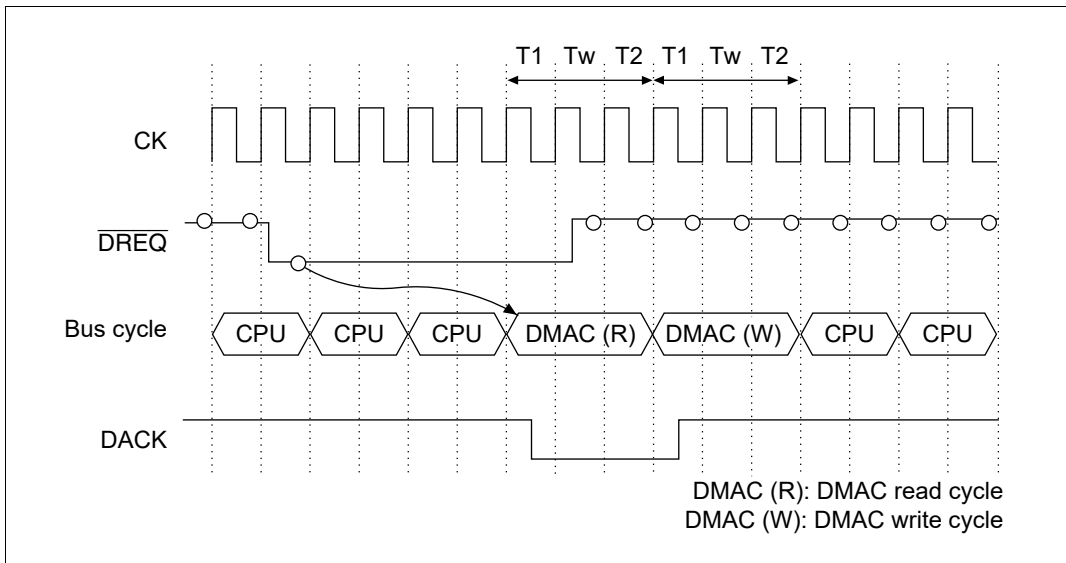 T1 Tw T2 T1 Tw T2
CK
DREQ
Bus cycle CPU CPU CPU DMAC (R) DMAC (W) CPU CPU
DACK
DMAC (R): DMAC read cycle
DMAC (W): DMAC write cycle